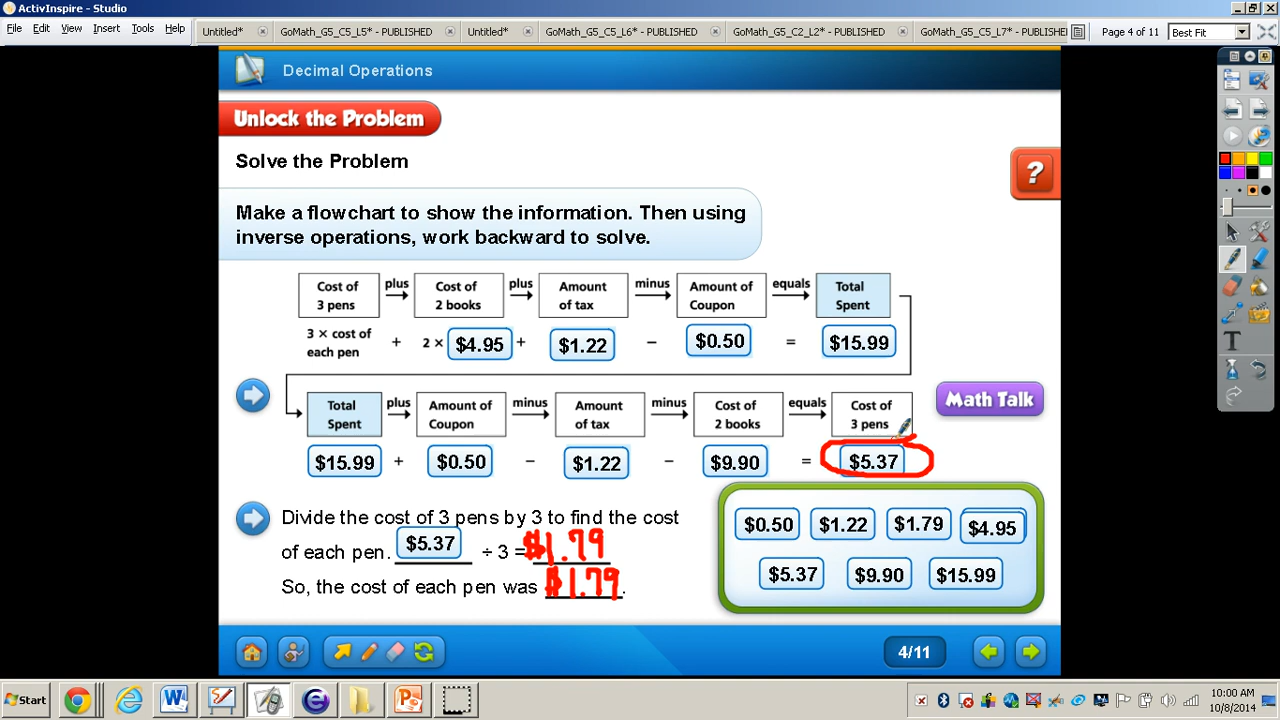 ActivInspire - Studio
File Edit View Insert Tools Help
Untitled* GoMath_G5_C5_L5* - PUBLISHED Untitled* GoMath_G5_C5_L6* - PUBLISHED GoMath_G5_C2_L2* - PUBLISHED GoMath_G5_C5_L7* - PUBLISHED
Page 4 of 11 Best Fit
Decimal Operations
Unlock the Problem
Solve the Problem
?
Make a flowchart to show the information. Then using
inverse operations, work backward to solve.
Cost of 3 pens plus Cost of 2 books plus Amount of tax minus Amount of Coupon equals Total Spent
3 × cost of each pen + 2 × $4.95 + $1.22 − $0.50 = $15.99
Total Spent plus Amount of Coupon minus Amount of tax minus Cost of 2 books equals Cost of 3 pens
Math Talk
$15.99 + $0.50 − $1.22 − $9.90 = $5.37
Divide the cost of 3 pens by 3 to find the cost
of each pen. $5.37 ÷ 3 = $1.79
So, the cost of each pen was $1.79.
$0.50 $1.22 $1.79 $4.95
$5.37 $9.90 $15.99
4/11
Start
10:00 AM
10/8/2014